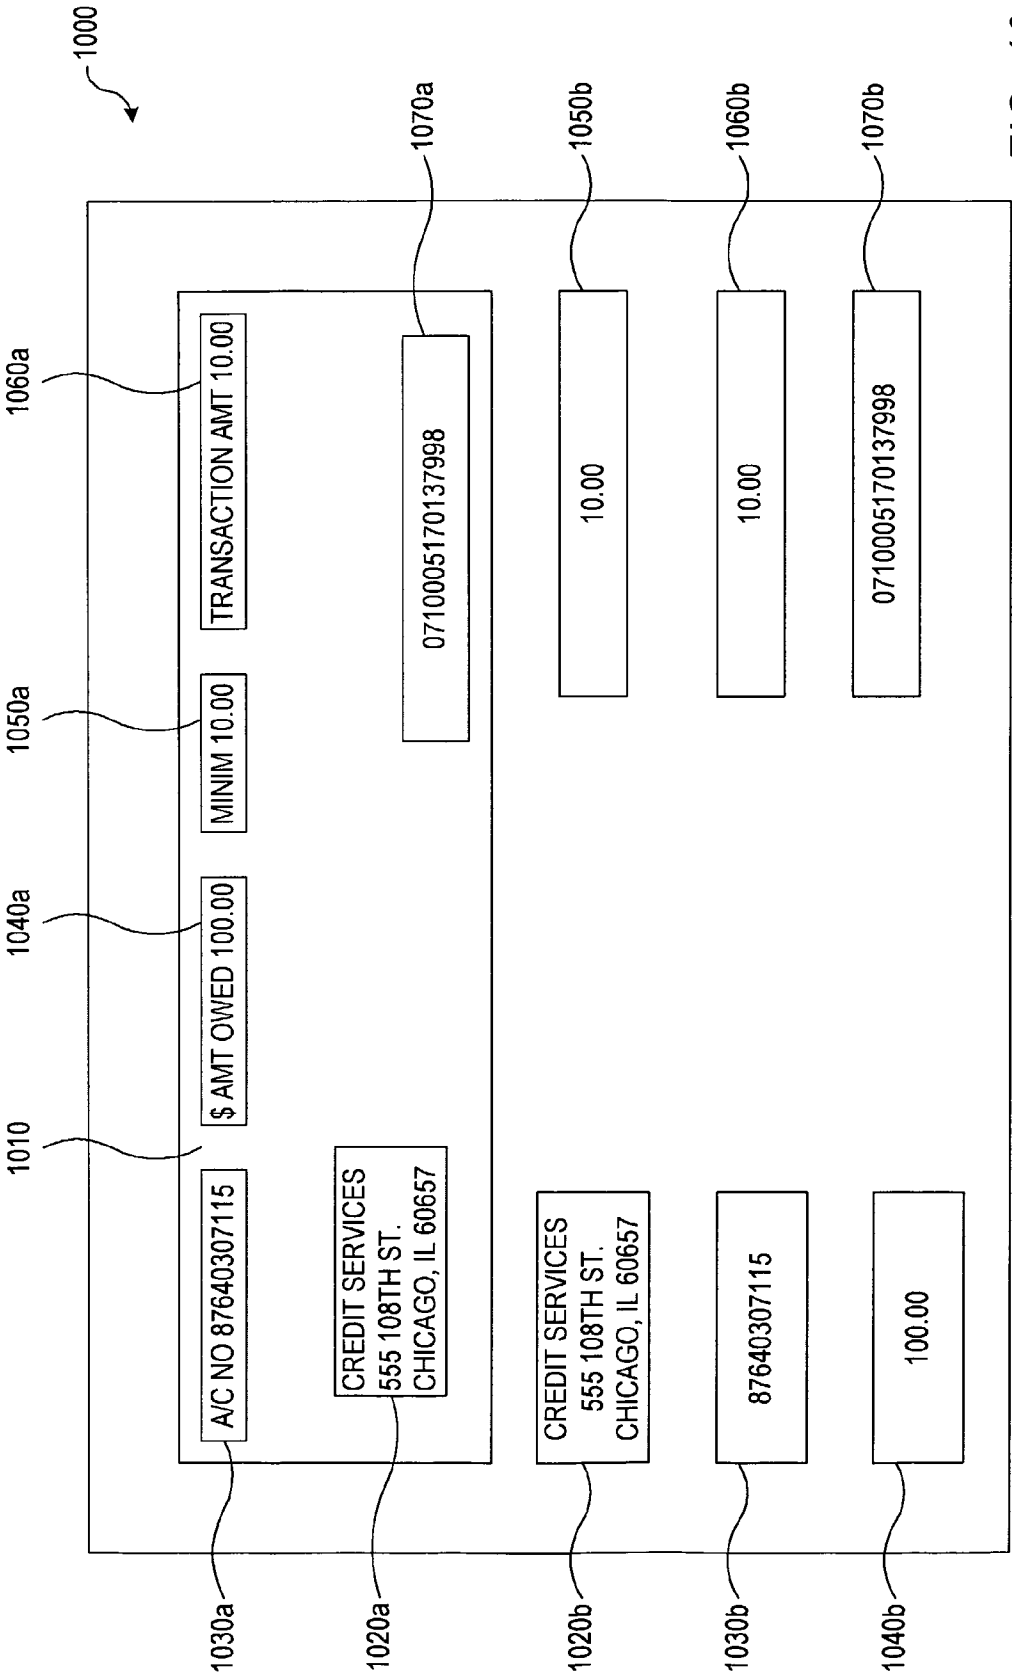 1000
1030a
1010
1040a
1050a
1060a
A/C NO 87640307115
$ AMT OWED 100.00
MINIM 10.00
TRANSACTION AMT 10.00
1020a
CREDIT SERVICES
555 108TH ST.
CHICAGO, IL 60657
0710005170137998
1070a
1020b
CREDIT SERVICES
555 108TH ST.
CHICAGO, IL 60657
10.00
1050b
1030b
87640307115
10.00
1060b
1040b
100.00
0710005170137998
1070b